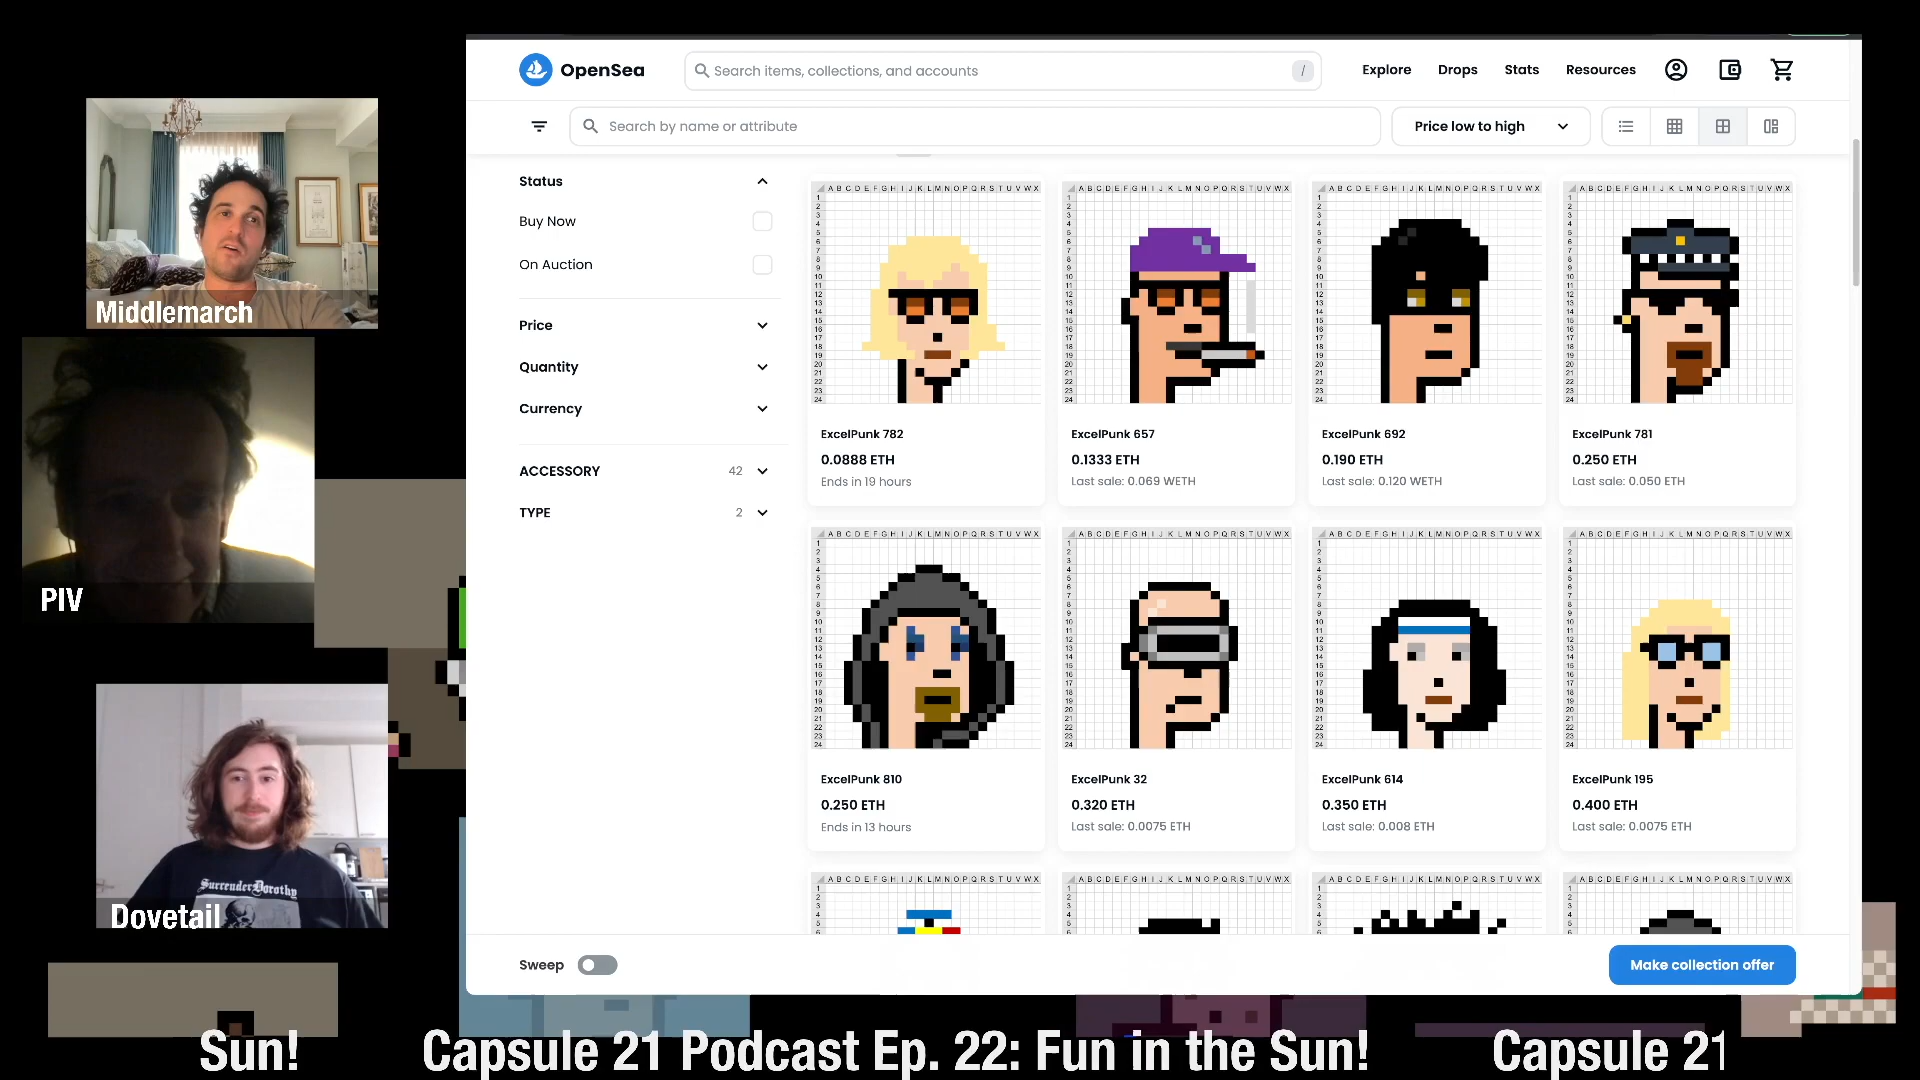 OpenSea
Search items, collections, and accounts
/
Explore
Drops
Stats
Resources
Search by name or attribute
Price low to high
Status
Buy Now
On Auction
Price
Quantity
Currency
ACCESSORY 42
TYPE 2
ExcelPunk 782
0.0888 ETH
Ends in 19 hours
ExcelPunk 657
0.1333 ETH
Last sale: 0.069 WETH
ExcelPunk 692
0.190 ETH
Last sale: 0.120 WETH
ExcelPunk 781
0.250 ETH
Last sale: 0.050 ETH
ExcelPunk 810
0.250 ETH
Ends in 13 hours
ExcelPunk 32
0.320 ETH
Last sale: 0.0075 ETH
ExcelPunk 614
0.350 ETH
Last sale: 0.008 ETH
ExcelPunk 195
0.400 ETH
Last sale: 0.0075 ETH
Sweep
Make collection offer
Middlemarch
PIV
SurrenderDorothy
Dovetail
Sun! Capsule 21 Podcast Ep. 22: Fun in the Sun! Capsule 21